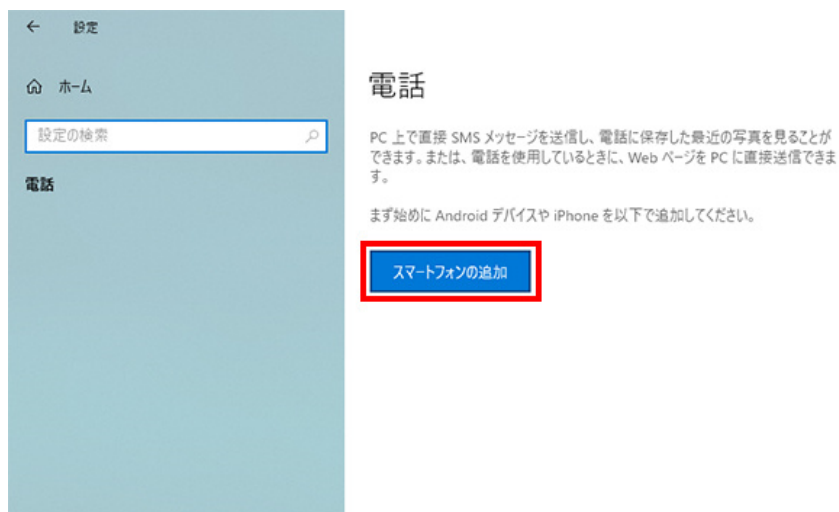 設定
ホーム
設定の検索
電話
電話
PC 上で直接 SMS メッセージを送信し、電話に保存した最近の写真を見ることが
できます。または、電話を使用しているときに、Web ページを PC に直接送信できま
す。
まず始めに Android デバイスや iPhone を以下で追加してください。
スマートフォンの追加